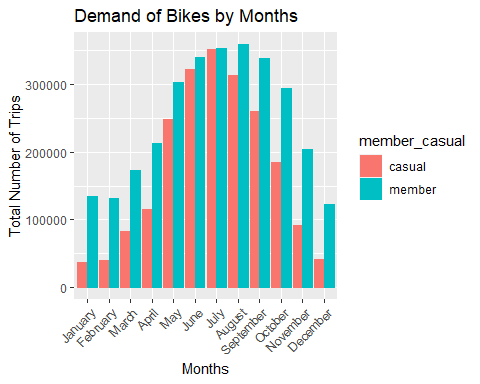 Demand of Bikes by Months
Total Number of Trips
300000
200000
100000
0
January
February
March
April
May
June
July
August
September
October
November
December
Months
member_casual
casual
member